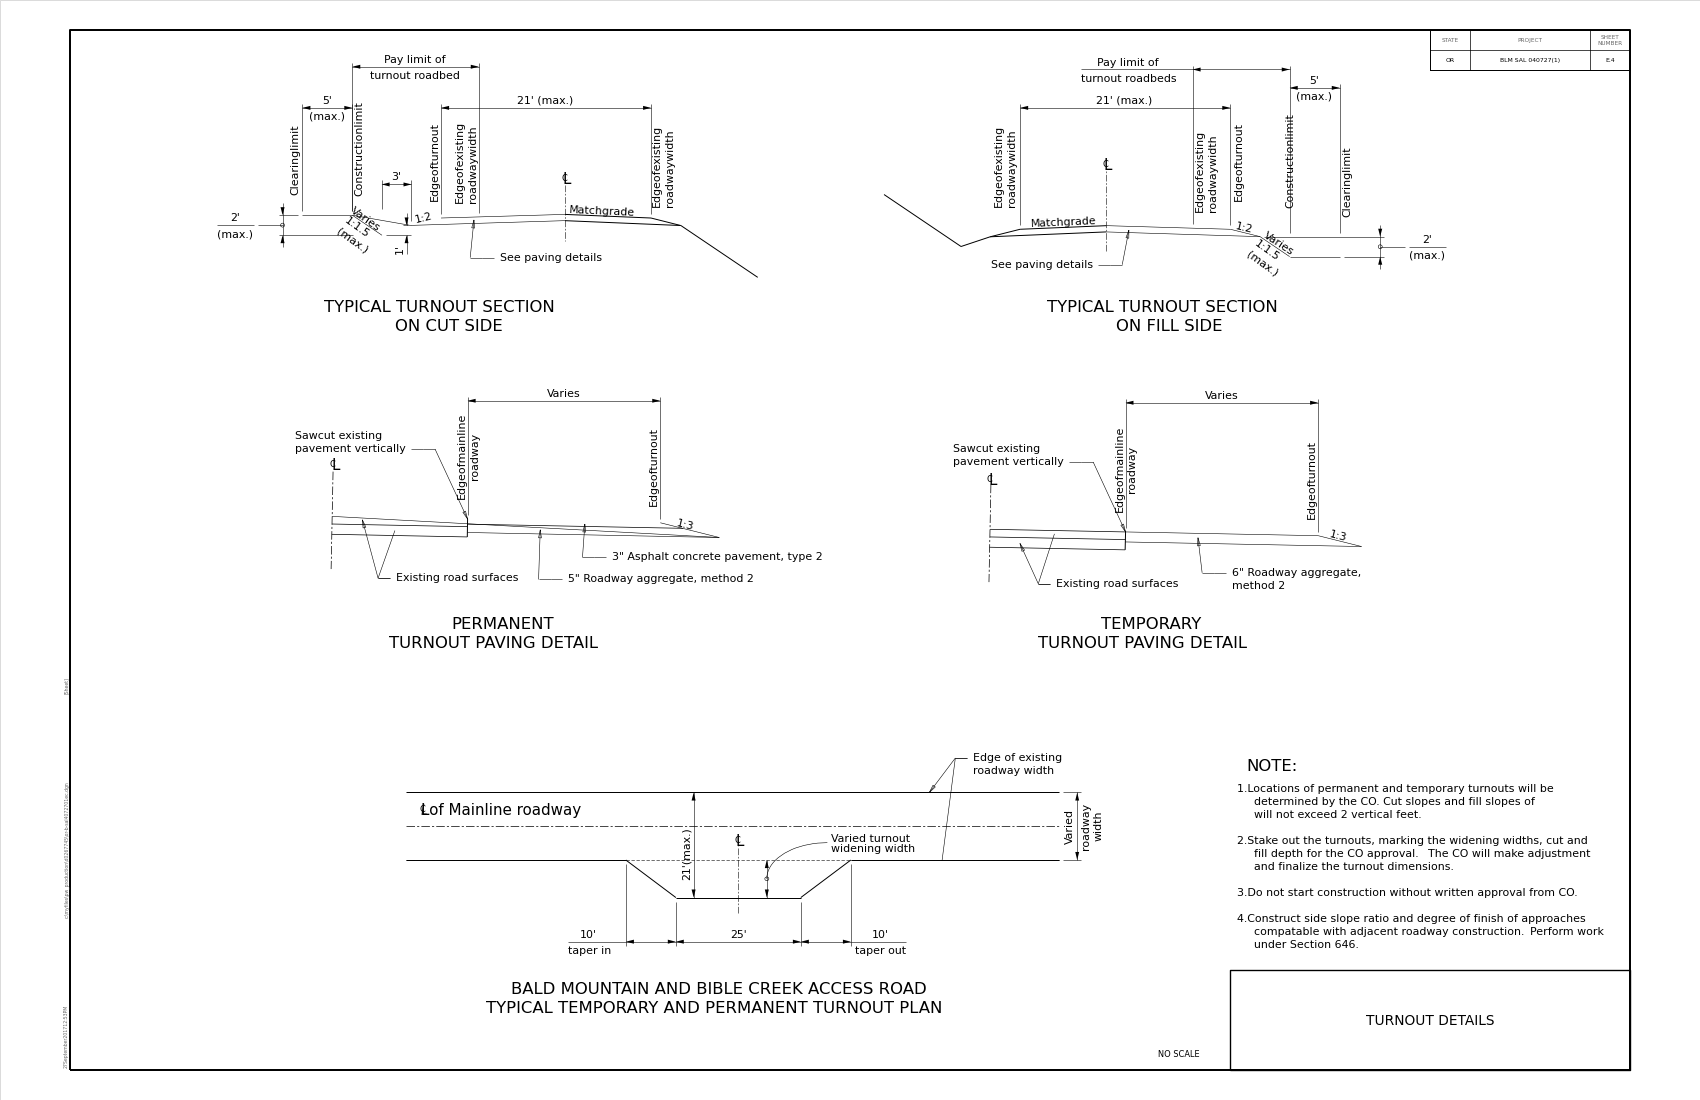 STATE
PROJECT
SHEET
NUMBER
OR
BLM SAL 040727(1)
E.4
Pay limit of
turnout roadbed
5'
(max.)
21' (max.)
Clearinglimit
Constructionlimit
3'
Edgeofturnout
Edgeofexisting
roadwaywidth
℄
Edgeofexisting
roadwaywidth
2'
(max.)
Varies
1:1.5
(max.)
1:2
1'
Matchgrade
See paving details
TYPICAL TURNOUT SECTION
ON CUT SIDE
Pay limit of
turnout roadbeds
5'
(max.)
21' (max.)
Edgeofexisting
roadwaywidth
℄
Edgeofexisting
roadwaywidth
Edgeofturnout
Constructionlimit
Clearinglimit
Matchgrade
1:2
Varies
1:1.5
(max.)
2'
(max.)
See paving details
TYPICAL TURNOUT SECTION
ON FILL SIDE
Varies
Sawcut existing
pavement vertically
℄
Edgeofmainline
roadway
Edgeofturnout
1:3
3" Asphalt concrete pavement, type 2
Existing road surfaces
5" Roadway aggregate, method 2
PERMANENT
TURNOUT PAVING DETAIL
Varies
Sawcut existing
pavement vertically
℄
Edgeofmainline
roadway
Edgeofturnout
1:3
6" Roadway aggregate,
method 2
Existing road surfaces
TEMPORARY
TURNOUT PAVING DETAIL
Edge of existing
roadway width
℄of Mainline roadway
21'(max.)
℄
Varied turnout
widening width
Varied
roadway
width
10'
taper in
25'
10'
taper out
BALD MOUNTAIN AND BIBLE CREEK ACCESS ROAD
TYPICAL TEMPORARY AND PERMANENT TURNOUT PLAN
NOTE:
1.Locations of permanent and temporary turnouts will be
determined by the CO. Cut slopes and fill slopes of
will not exceed 2 vertical feet.
2.Stake out the turnouts, marking the widening widths, cut and
fill depth for the CO approval. The CO will make adjustment
and finalize the turnout dimensions.
3.Do not start construction without written approval from CO.
4.Construct side slope ratio and degree of finish of approaches
compatable with adjacent roadway construction. Perform work
under Section 646.
NO SCALE
TURNOUT DETAILS
[Sheet]